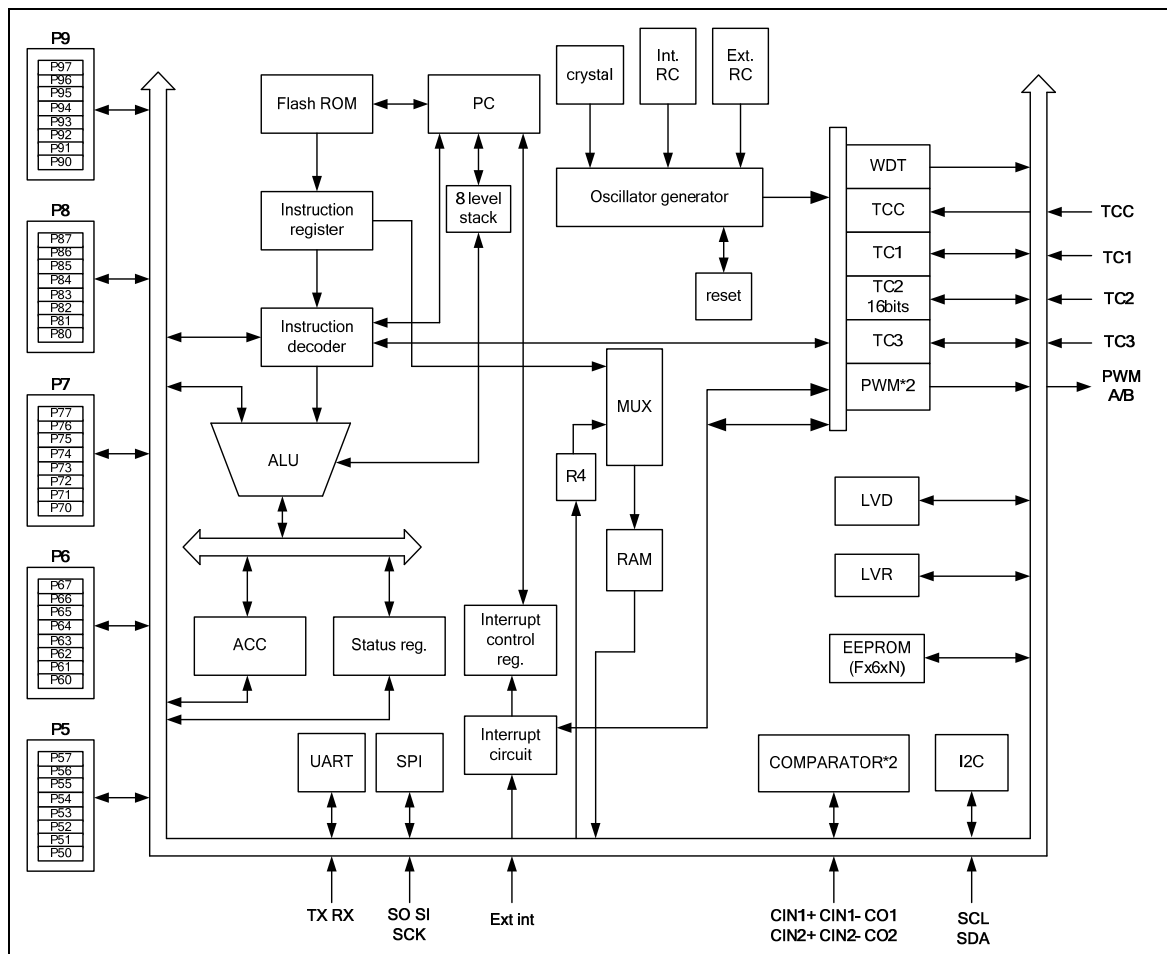 P9
P97
P96
P95
P94
P93
P92
P91
P90
P8
P87
P86
P85
P84
P83
P82
P81
P80
P7
P77
P76
P75
P74
P73
P72
P71
P70
P6
P67
P66
P65
P64
P63
P62
P61
P60
P5
P57
P56
P55
P54
P53
P52
P51
P50
Flash ROM
PC
8 level
stack
Instruction
register
Instruction
decoder
ALU
ACC
Status reg.
UART
SPI
Interrupt
control
reg.
Interrupt
circuit
crystal
Int.
RC
Ext.
RC
Oscillator generator
reset
MUX
R4
RAM
WDT
TCC
TC1
TC2
16bits
TC3
PWM*2
LVD
LVR
EEPROM
(Fx6xN)
COMPARATOR*2
I2C
TCC
TC1
TC2
TC3
PWM
A/B
TX RX
SO SI
SCK
Ext int
CIN1+ CIN1- CO1
CIN2+ CIN2- CO2
SCL
SDA